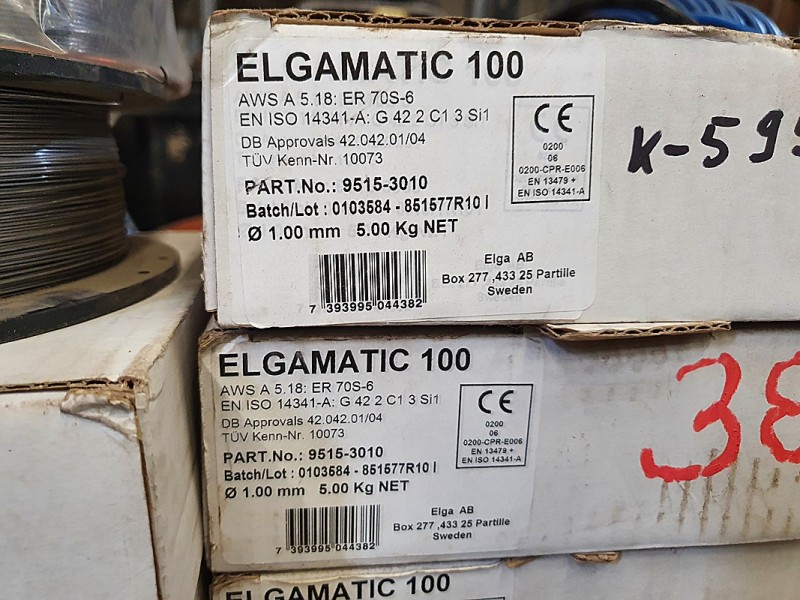 ELGAMATIC 100
AWS A 5.18: ER 70S-6
EN ISO 14341-A: G 42 2 C1 3 Si1
DB Approvals 42.042.01/04
TÜV Kenn-Nr. 10073
PART.No.: 9515-3010
Batch/Lot : 0103584 - 851577R10 I
Ø 1.00 mm 5.00 Kg NET
CE
0200
06
0200-CPR-E006
EN 13479 +
EN ISO 14341-A
Elga AB
Box 277 ,433 25 Partille
Sweden
7 393995 044382
K-595
ELGAMATIC 100
AWS A 5.18: ER 70S-6
EN ISO 14341-A: G 42 2 C1 3 Si1
DB Approvals 42.042.01/04
TÜV Kenn-Nr. 10073
PART.No.: 9515-3010
Batch/Lot : 0103584 - 851577R10 I
Ø 1.00 mm 5.00 Kg NET
CE
0200
06
0200-CPR-E006
EN 13479 +
EN ISO 14341-A
Elga AB
Box 277 ,433 25 Partille
Sweden
7 393995 044382
38
ELGAMATIC 100